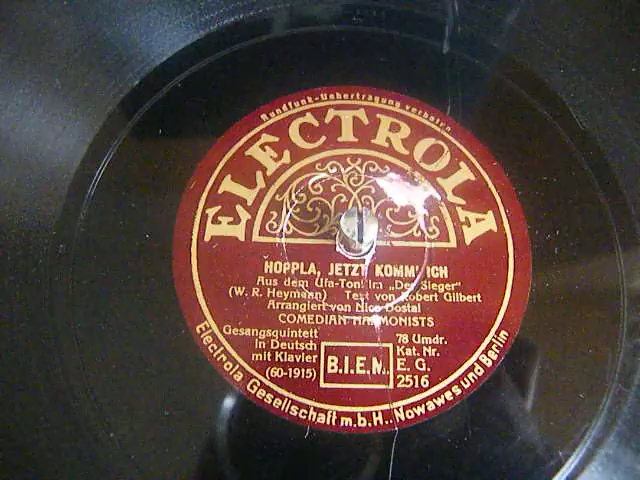 Rundfunk-Uebertragung verboten
ELECTROLA
HOPPLA, JETZT KOMM' ICH
Aus dem Ufa-Tonfilm „Der Sieger"
(W. R. Heymann) Text von Robert Gilbert
Arrangiert von Nico Dostal
COMEDIAN HARMONISTS
Gesangsquintett
In Deutsch
mit Klavier
(60-1915)
B.I.E.M.
78 Umdr.
Kat. Nr.
E. G.
2516
Electrola Gesellschaft m.b.H., Nowawes und Berlin